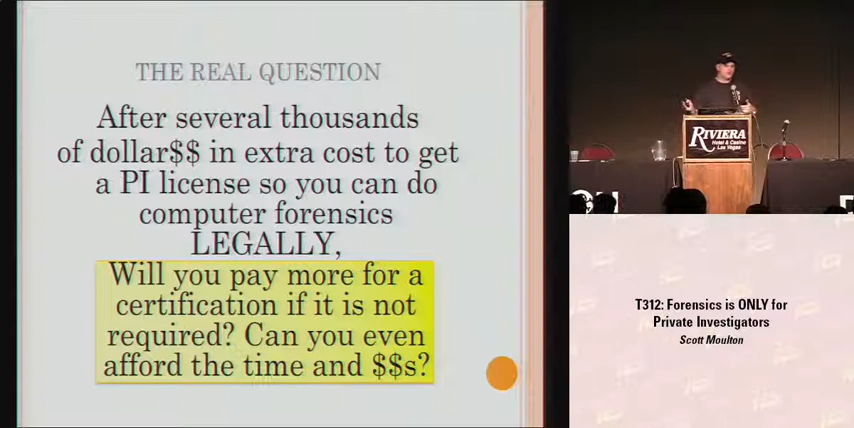 THE REAL QUESTION
After several thousands
of dollar$$ in extra cost to get
a PI license so you can do
computer forensics
LEGALLY,
Will you pay more for a
certification if it is not
required? Can you even
afford the time and $$s?
RIVIERA
Hotel & Casino
Las Vegas
T312: Forensics is ONLY for
Private Investigators
Scott Moulton